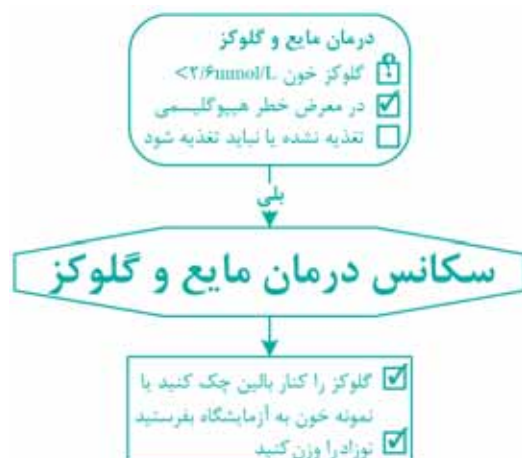 درمان مایع و گلوکز
گلوکز خون ۲/۶mmol/L>
در معرض خطر هیپوگلیسمی
تغذیه نشده یا نباید تغذیه شود
بلی
سکانس درمان مایع و گلوکز
گلوکز را کنار بالین چک کنید یا
نمونه خون به آزمایشگاه بفرستید
نوزاد را وزن کنید